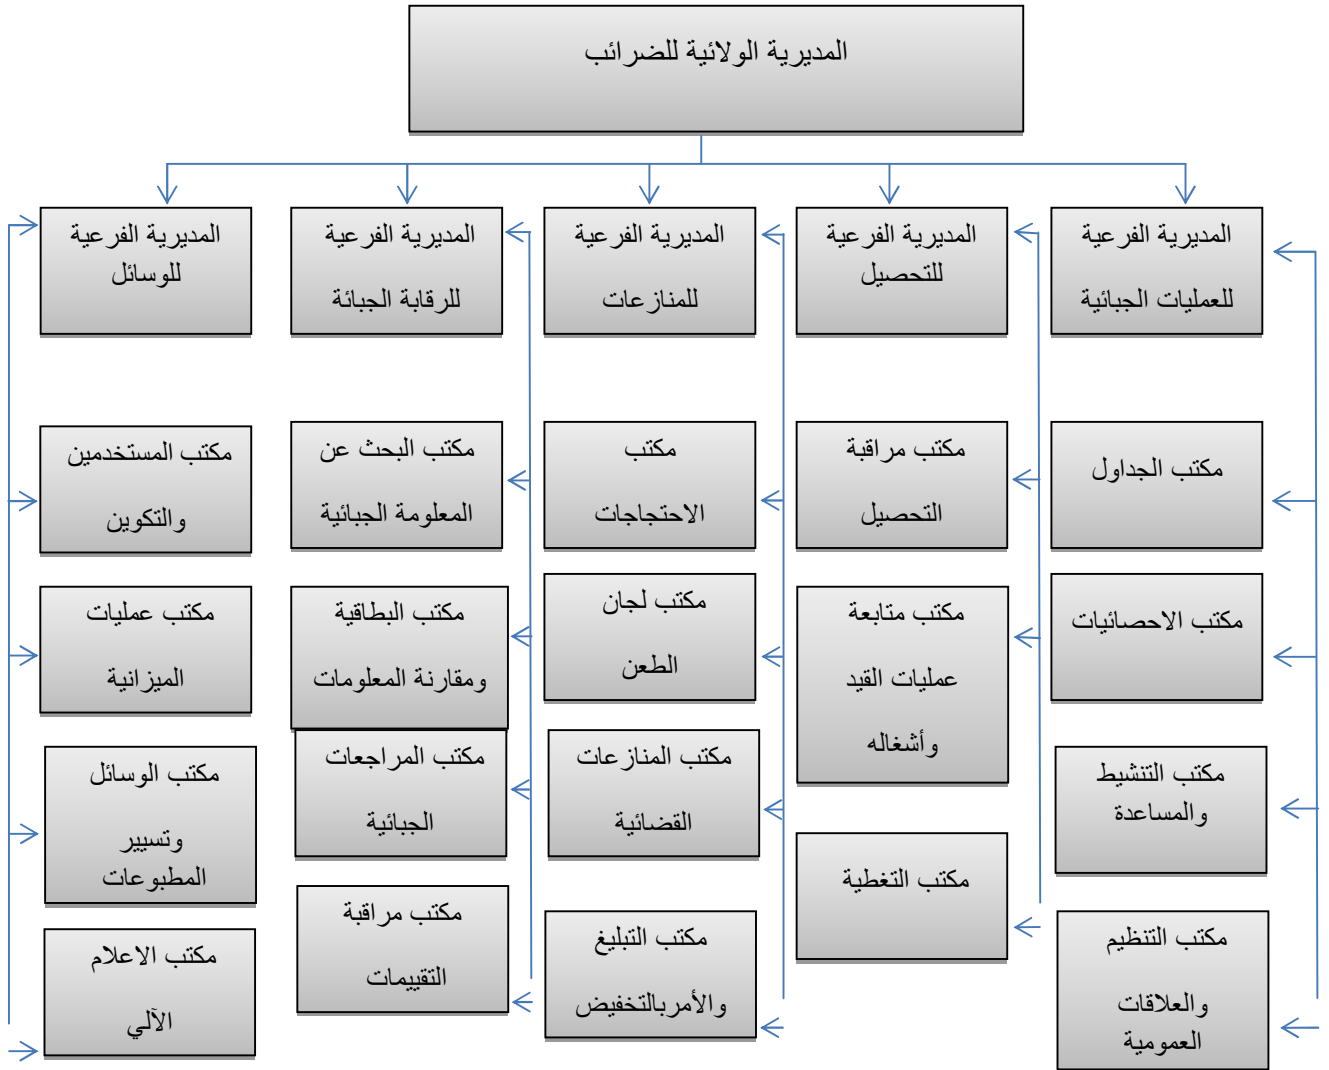 المديرية الولائية للضرائب
المديرية الفرعية
للعمليات الجبائية
المديرية الفرعية
للتحصيل
المديرية الفرعية
للمنازعات
المديرية الفرعية
للرقابة الجبائة
المديرية الفرعية
للوسائل
مكتب الجداول
مكتب مراقبة
التحصيل
مكتب
الاحتجاجات
مكتب البحث عن
المعلومة الجبائية
مكتب المستخدمين
والتكوين
مكتب الاحصائيات
مكتب متابعة
عمليات القيد
وأشغاله
مكتب لجان
الطعن
مكتب البطاقية
ومقارنة المعلومات
مكتب عمليات
الميزانية
مكتب التنشيط
والمساعدة
مكتب التغطية
مكتب المنازعات
القضائية
مكتب المراجعات
الجبائية
مكتب الوسائل
وتسيير
المطبوعات
مكتب التنظيم
والعلاقات
العمومية
مكتب التبليغ
والأمربالتخفيض
مكتب مراقبة
التقييمات
مكتب الاعلام
الآلي